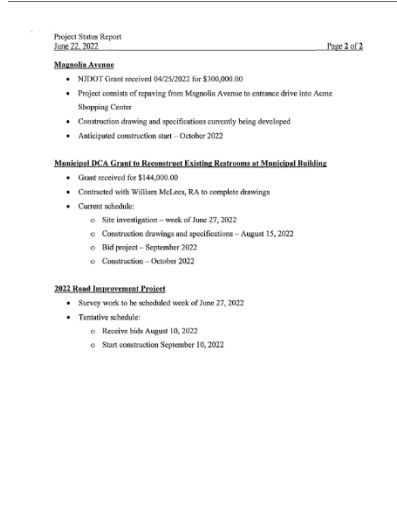 Project Status Report
June 22, 2022 Page 2 of 2
Magnolia Avenue
• NJDOT Grant received 04/25/2022 for $300,000.00
• Project consists of repaving from Magnolia Avenue to entrance drive into Acme
Shopping Center
• Construction drawing and specifications currently being developed
• Anticipated construction start – October 2022
Municipal DCA Grant to Reconstruct Existing Restrooms at Municipal Building
• Grant received for $144,000.00
• Contracted with William McLees, RA to complete drawings
• Current schedule:
o Site investigation – week of June 27, 2022
o Construction drawings and specifications – August 15, 2022
o Bid project – September 2022
o Construction – October 2022
2022 Road Improvement Project
• Survey work to be scheduled week of June 27, 2022
• Tentative schedule:
o Receive bids August 10, 2022
o Start construction September 10, 2022